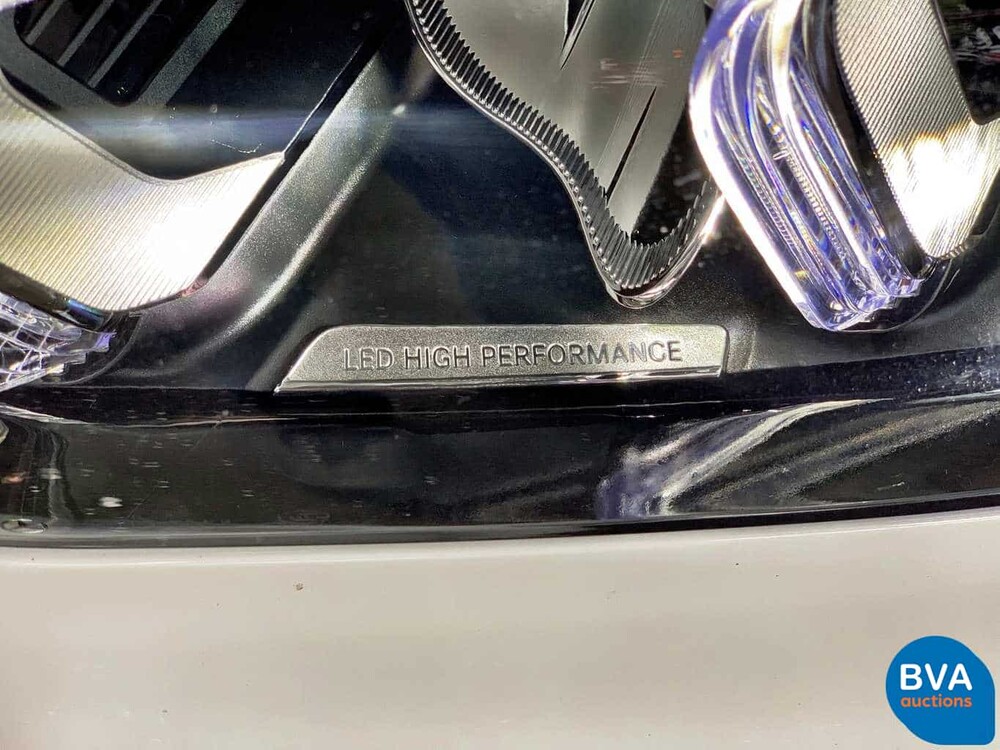 LED HIGH PERFORMANCE
BVA
auctions